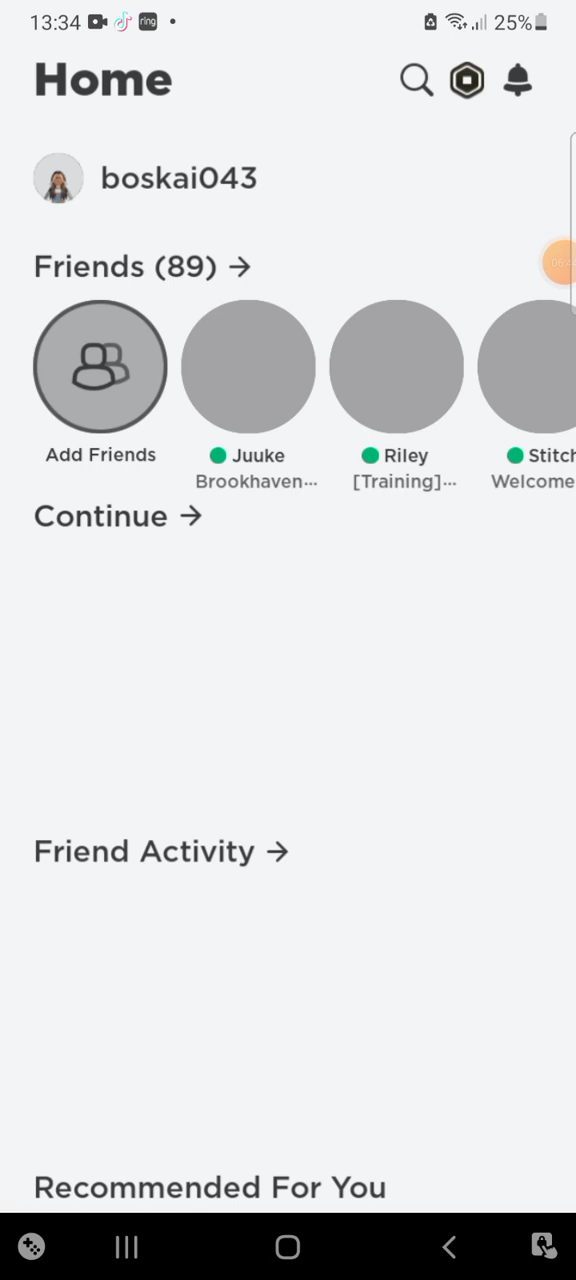 13:34 ring 25%
Home
boskai043
Friends (89) →
Add Friends Juuke Riley Stitch
Brookhaven... [Training]... Welcome
Continue →
Friend Activity →
Recommended For You